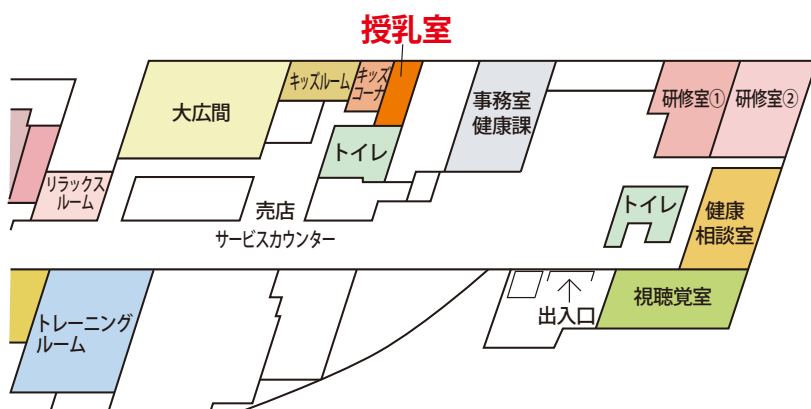 授乳室
キッズルーム
キッズ
コーナ
大広間
事務室
健康課
研修室①
研修室②
トイレ
リラックス
ルーム
売店
サービスカウンター
トイレ
健康
相談室
視聴覚室
出入口
トレーニング
ルーム